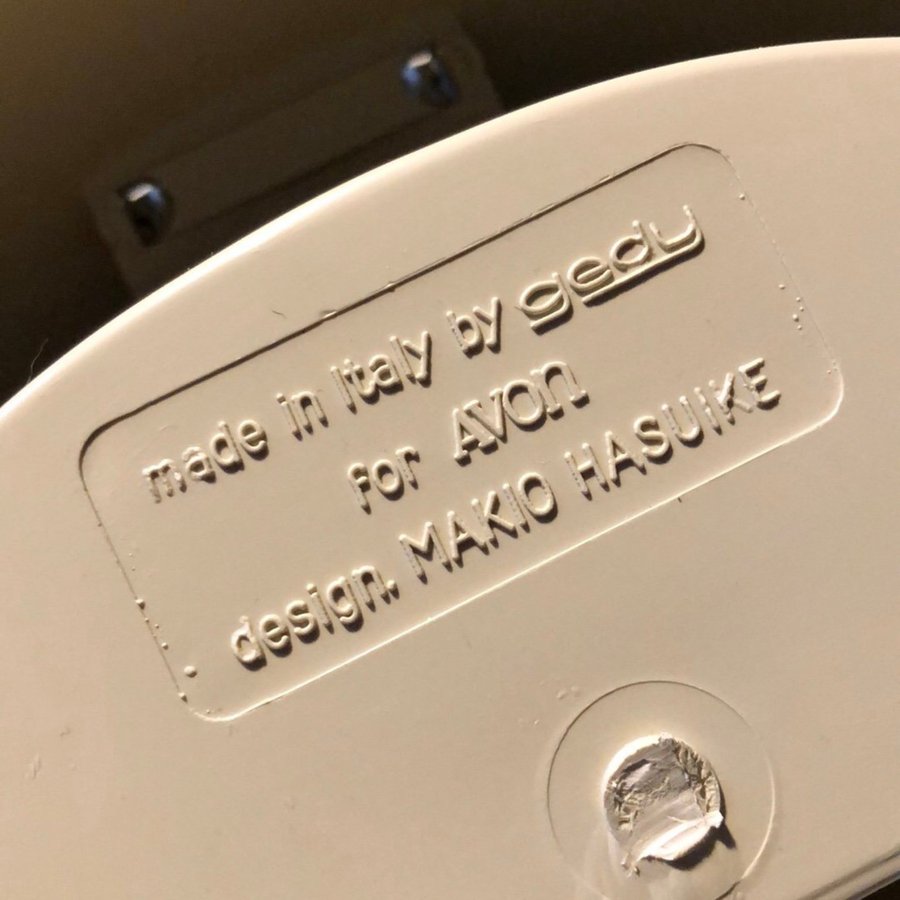 made in Italy by gedy
for AVON
design. MAKIO HASUIKE